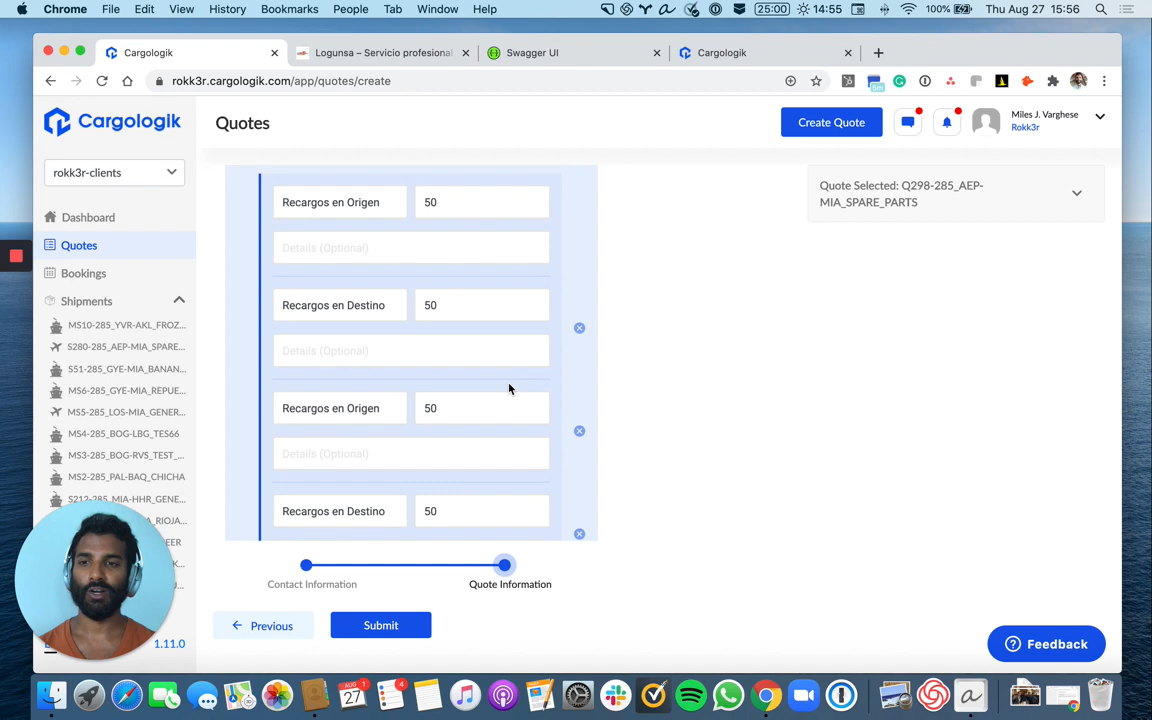 Chrome File Edit View History Bookmarks People Tab Window Help 25:00 14:55 100% Thu Aug 27 15:56
Cargologik Logunsa – Servicio profesional Swagger UI Cargologik
rokk3r.cargologik.com/app/quotes/create
Cargologik
Quotes
Create Quote
Miles J. Varghese
Rokk3r
rokk3r-clients
Dashboard
Quotes
Bookings
Shipments
MS10-285_YVR-AKL_FROZ...
S280-285_AEP-MIA_SPARE...
S51-285_GYE-MIA_BANAN...
MS6-285_GYE-MIA_REPUE...
MS5-285_LOS-MIA_GENER...
MS4-285_BOG-LBG_TES66
MS3-285_BOG-RVS_TEST_...
MS2-285_PAL-BAQ_CHICHA
S212-285_MIA-HHR_GENE...
1.11.0
Recargos en Origen 50
Details (Optional)
Recargos en Destino 50
Details (Optional)
Recargos en Origen 50
Details (Optional)
Recargos en Destino 50
Contact Information Quote Information
Previous Submit
Quote Selected: Q298-285_AEP-
MIA_SPARE_PARTS
Feedback